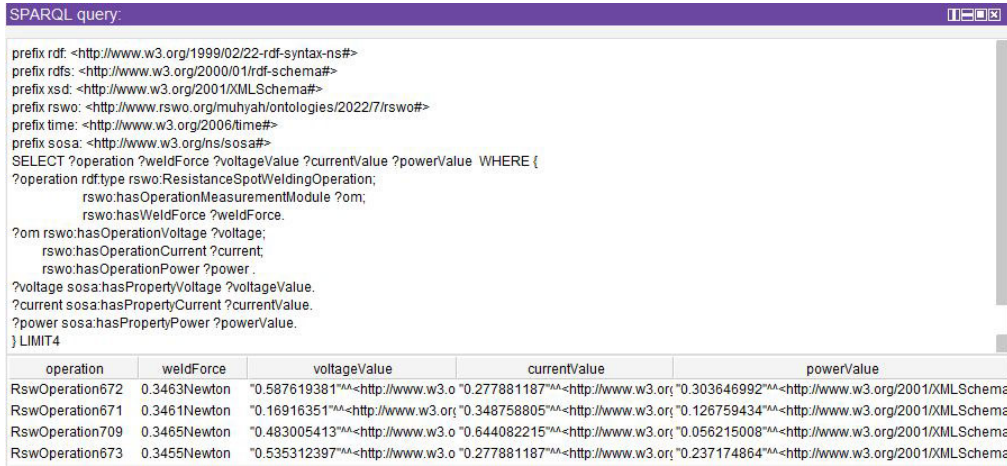 SPARQL query:
prefix rdf: <http://www.w3.org/1999/02/22-rdf-syntax-ns#>
prefix rdfs: <http://www.w3.org/2000/01/rdf-schema#>
prefix xsd: <http://www.w3.org/2001/XMLSchema#>
prefix rswo: <http://www.rswo.org/muhyah/ontologies/2022/7/rswo#>
prefix time: <http://www.w3.org/2006/time#>
prefix sosa: <http://www.w3.org/ns/sosa#>
SELECT ?operation ?weldForce ?voltageValue ?currentValue ?powerValue WHERE {
?operation rdf:type rswo:ResistanceSpotWeldingOperation;
rswo:hasOperationMeasurementModule ?om;
rswo:hasWeldForce ?weldForce.
?om rswo:hasOperationVoltage ?voltage;
rswo:hasOperationCurrent ?current;
rswo:hasOperationPower ?power .
?voltage sosa:hasPropertyVoltage ?voltageValue.
?current sosa:hasPropertyCurrent ?currentValue.
?power sosa:hasPropertyPower ?powerValue.
} LIMIT4
operation weldForce voltageValue currentValue powerValue
RswOperation672 0.3463Newton "0.587619381"^^<http://www.w3.o "0.277881187"^^<http://www.w3.org "0.303646992"^^<http://www.w3.org/2001/XMLSchema
RswOperation671 0.3461Newton "0.16916351"^^<http://www.w3.org "0.348758805"^^<http://www.w3.org "0.126759434"^^<http://www.w3.org/2001/XMLSchema
RswOperation709 0.3465Newton "0.483005413"^^<http://www.w3.o "0.644082215"^^<http://www.w3.org "0.056215008"^^<http://www.w3.org/2001/XMLSchema
RswOperation673 0.3455Newton "0.535312397"^^<http://www.w3.o "0.277881187"^^<http://www.w3.org "0.237174864"^^<http://www.w3.org/2001/XMLSchema